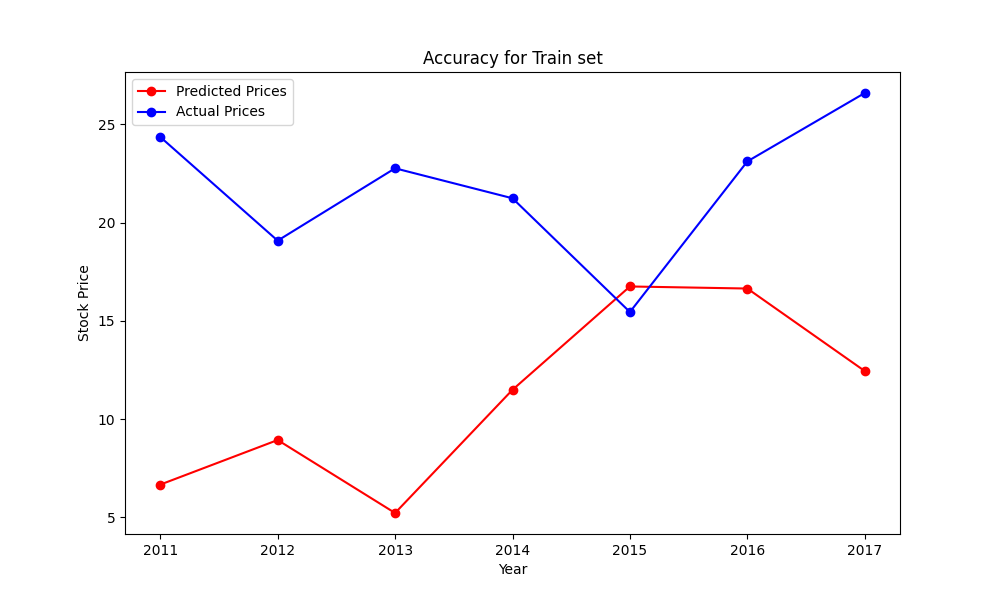 Accuracy for Train set
Predicted Prices
Actual Prices
Stock Price
25
20
15
10
5
2011 2012 2013 2014 2015 2016 2017
Year